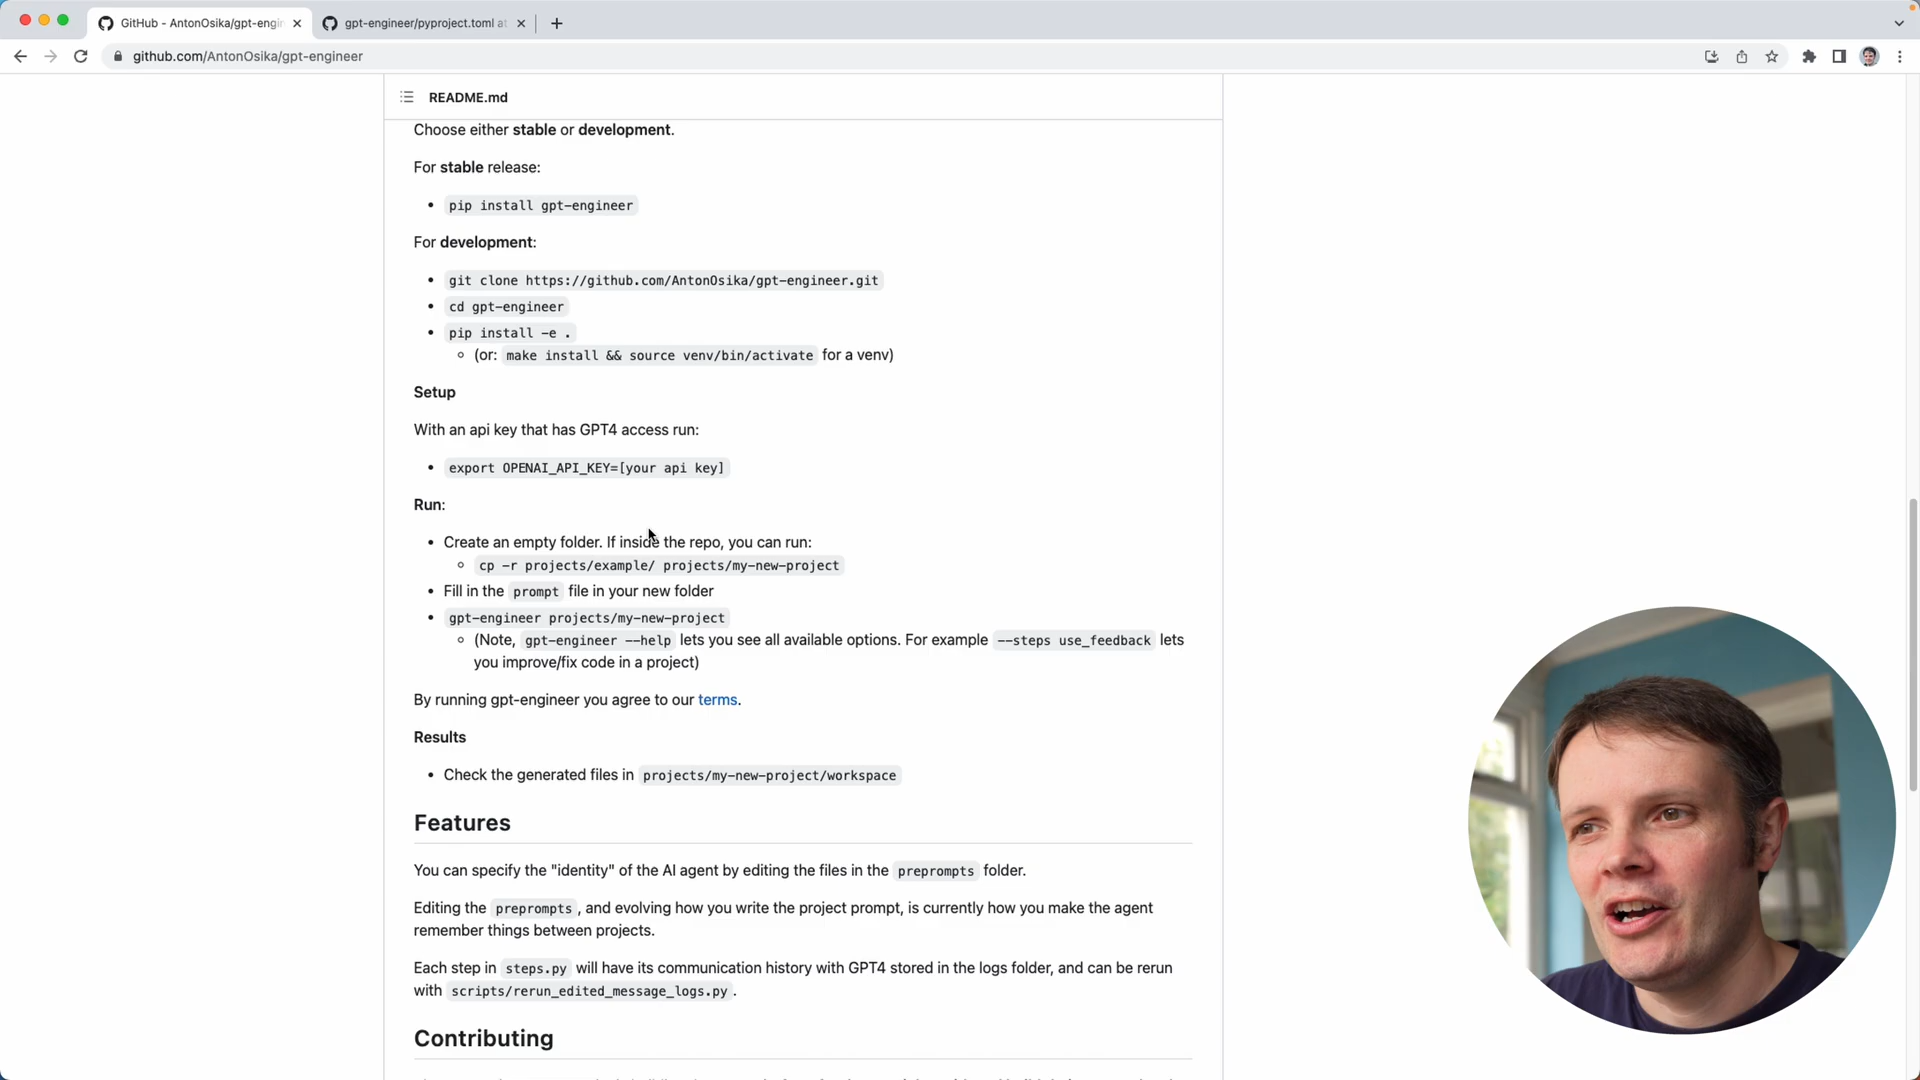 GitHub - AntonOsika/gpt-engin
gpt-engineer/pyproject.toml at
github.com/AntonOsika/gpt-engineer
README.md
Choose either stable or development.
For stable release:
pip install gpt-engineer
For development:
git clone https://github.com/AntonOsika/gpt-engineer.git
cd gpt-engineer
pip install -e .
(or: make install && source venv/bin/activate for a venv)
Setup
With an api key that has GPT4 access run:
export OPENAI_API_KEY=[your api key]
Run:
Create an empty folder. If inside the repo, you can run:
cp -r projects/example/ projects/my-new-project
Fill in the prompt file in your new folder
gpt-engineer projects/my-new-project
(Note, gpt-engineer --help lets you see all available options. For example --steps use_feedback lets
you improve/fix code in a project)
By running gpt-engineer you agree to our terms.
Results
Check the generated files in projects/my-new-project/workspace
Features
You can specify the "identity" of the AI agent by editing the files in the preprompts folder.
Editing the preprompts, and evolving how you write the project prompt, is currently how you make the agent
remember things between projects.
Each step in steps.py will have its communication history with GPT4 stored in the logs folder, and can be rerun
with scripts/rerun_edited_message_logs.py.
Contributing